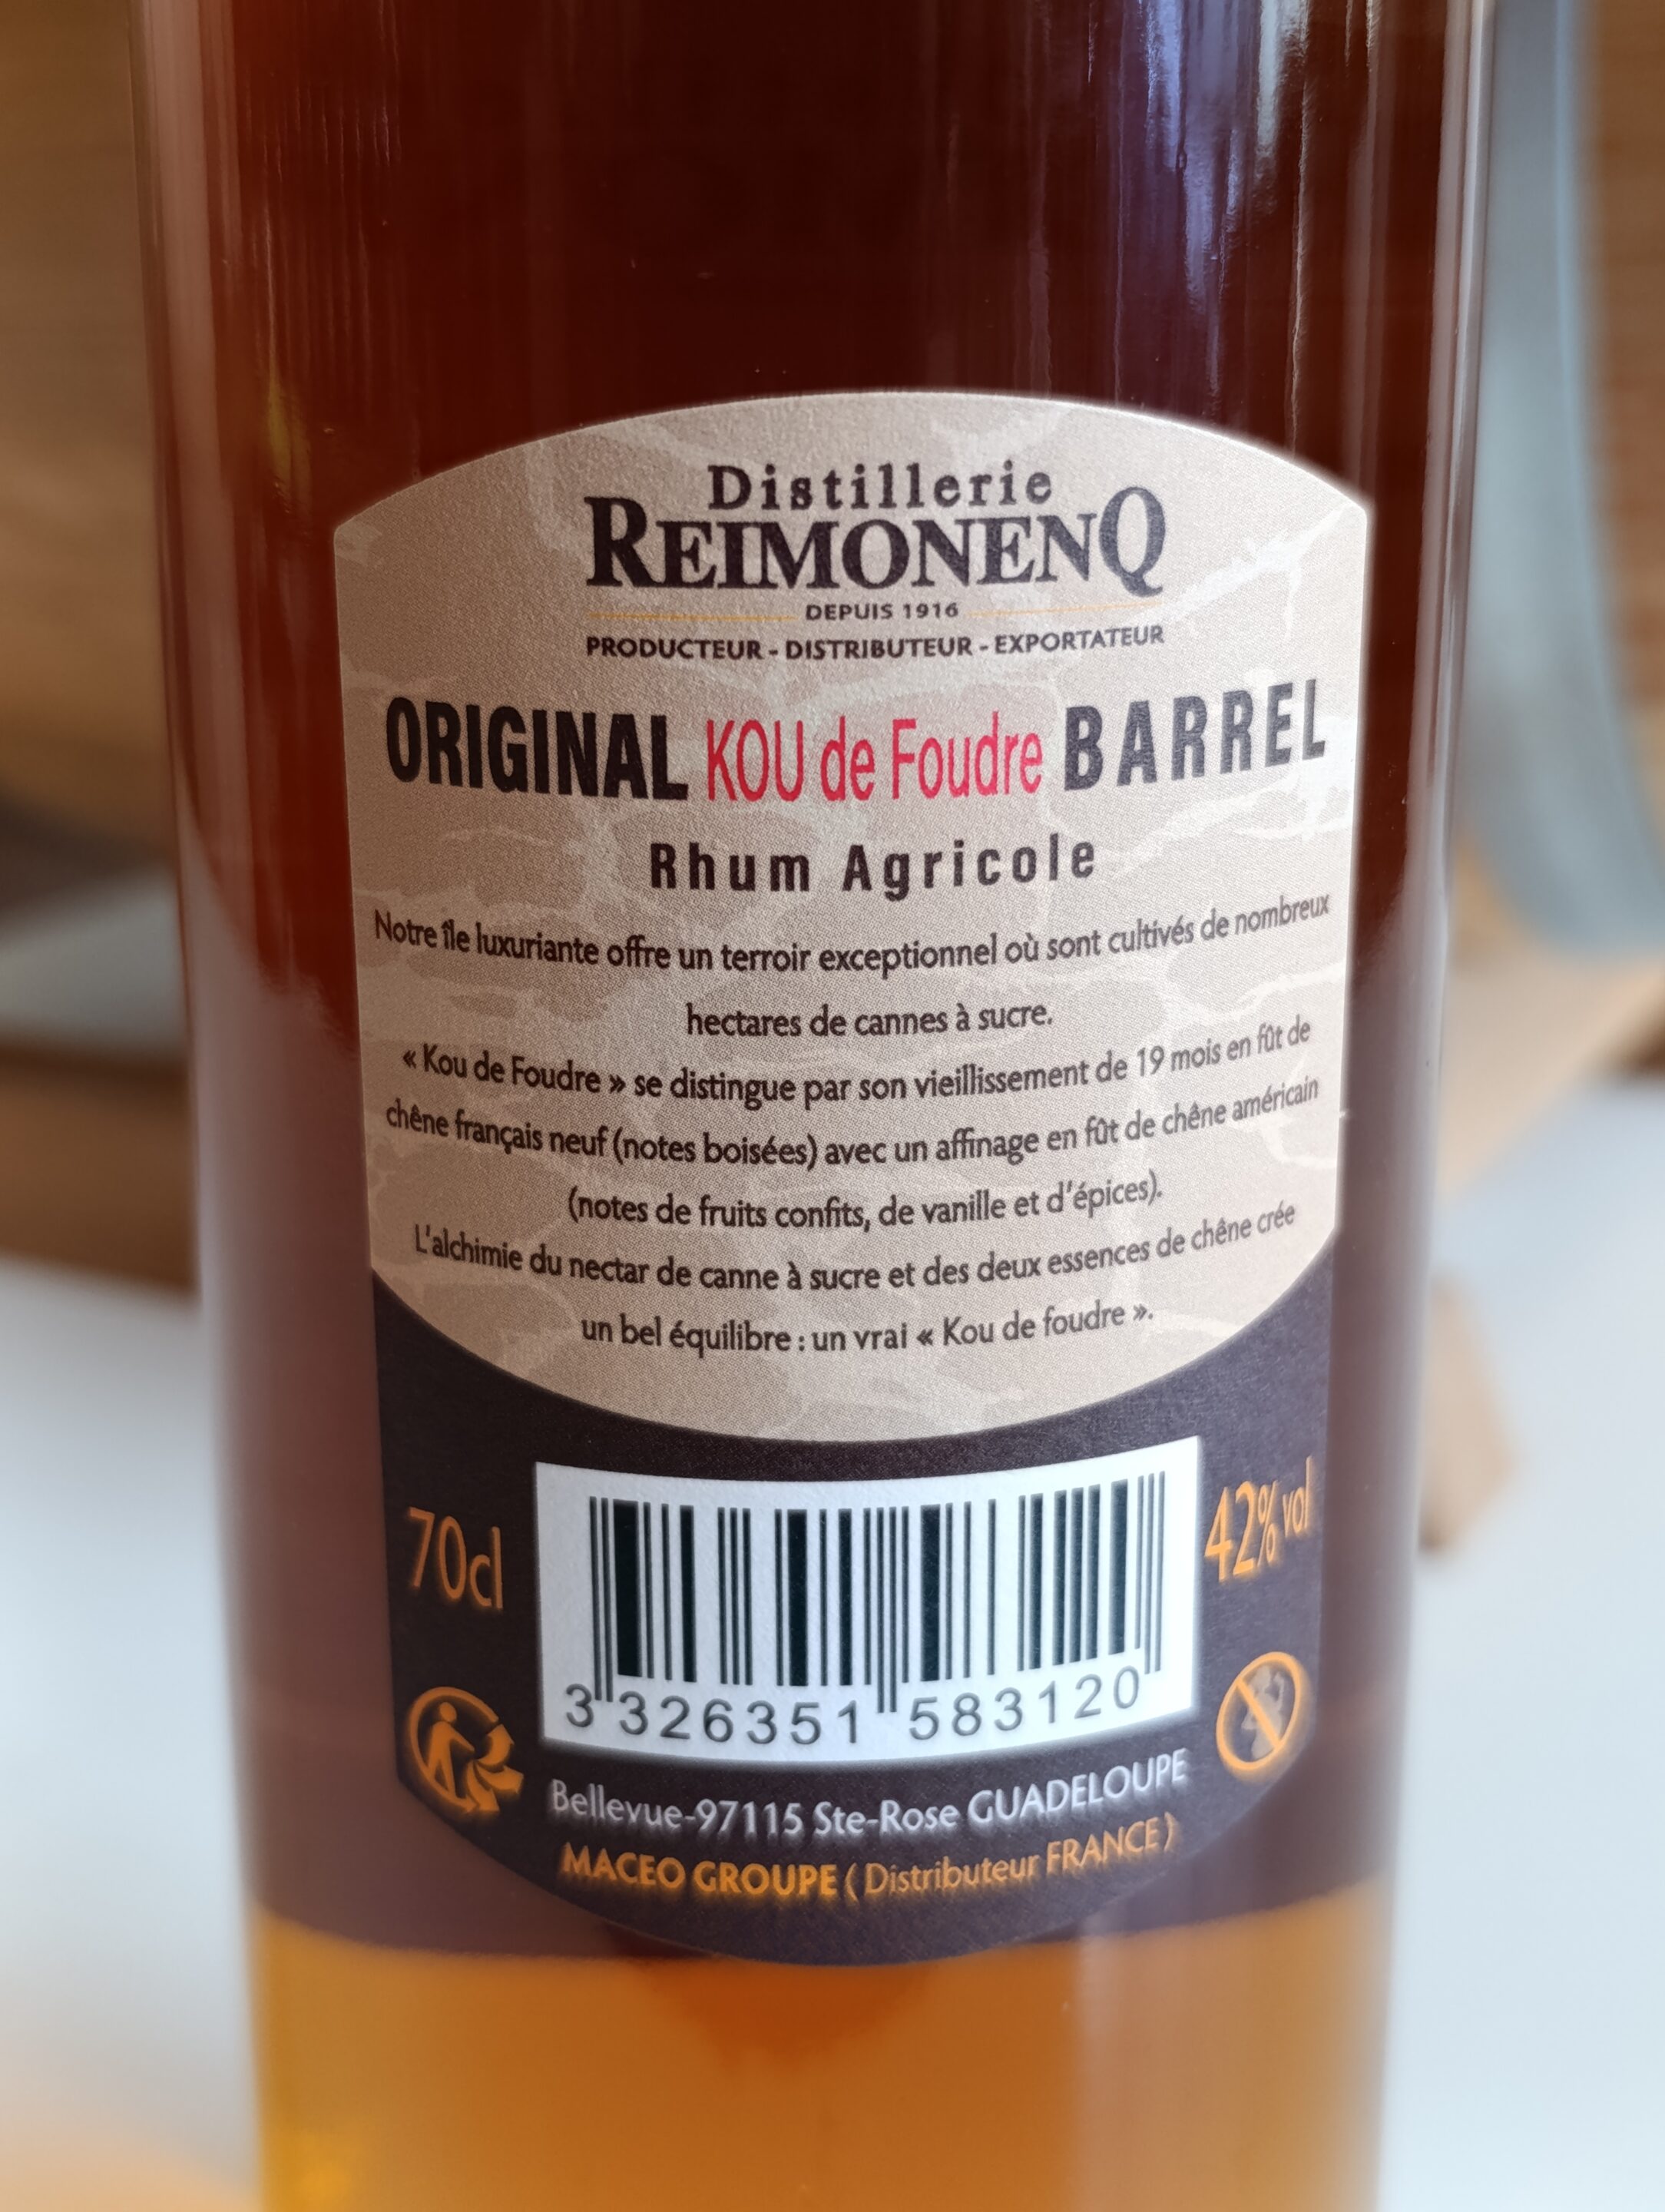 Distillerie
REIMONENQ
DEPUIS 1916
PRODUCTEUR - DISTRIBUTEUR - EXPORTATEUR
ORIGINAL KOU de Foudre BARREL
Rhum Agricole
Notre île luxuriante offre un terroir exceptionnel où sont cultivés de nombreux
hectares de cannes à sucre.
« Kou de Foudre » se distingue par son vieillissement de 19 mois en fût de
chêne français neuf (notes boisées) avec un affinage en fût de chêne américain
(notes de fruits confits, de vanille et d'épices).
L'alchimie du nectar de canne à sucre et des deux essences de chêne crée
un bel équilibre : un vrai « Kou de foudre ».
70cl
42% vol
3 326351 583120
Bellevue-97115 Ste-Rose GUADELOUPE
MACEO GROUPE ( Distributeur FRANCE )